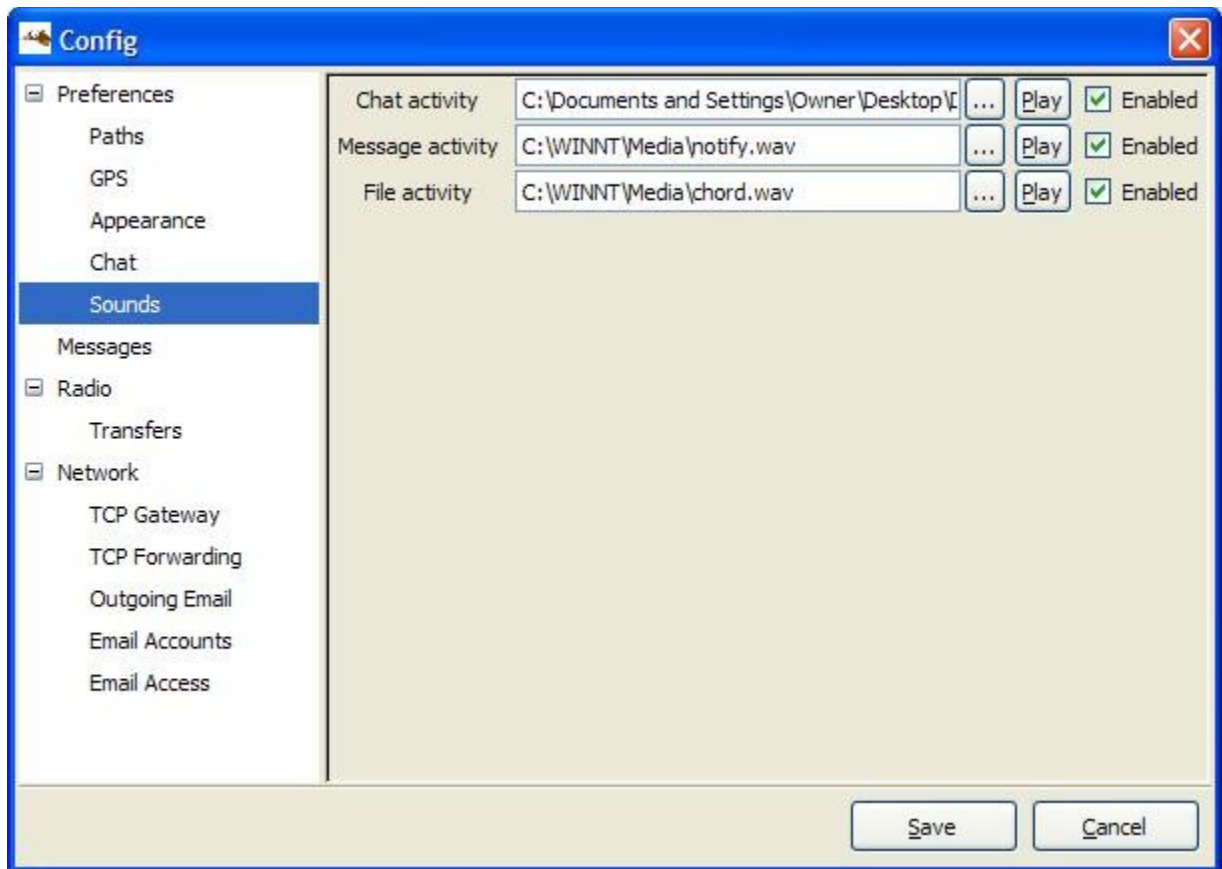 Config
Preferences
Paths
GPS
Appearance
Chat
Sounds
Messages
Radio
Transfers
Network
TCP Gateway
TCP Forwarding
Outgoing Email
Email Accounts
Email Access
Chat activity C:\Documents and Settings\Owner\Desktop\ ... Play Enabled
Message activity C:\WINNT\Media\notify.wav ... Play Enabled
File activity C:\WINNT\Media\chord.wav ... Play Enabled
Save Cancel